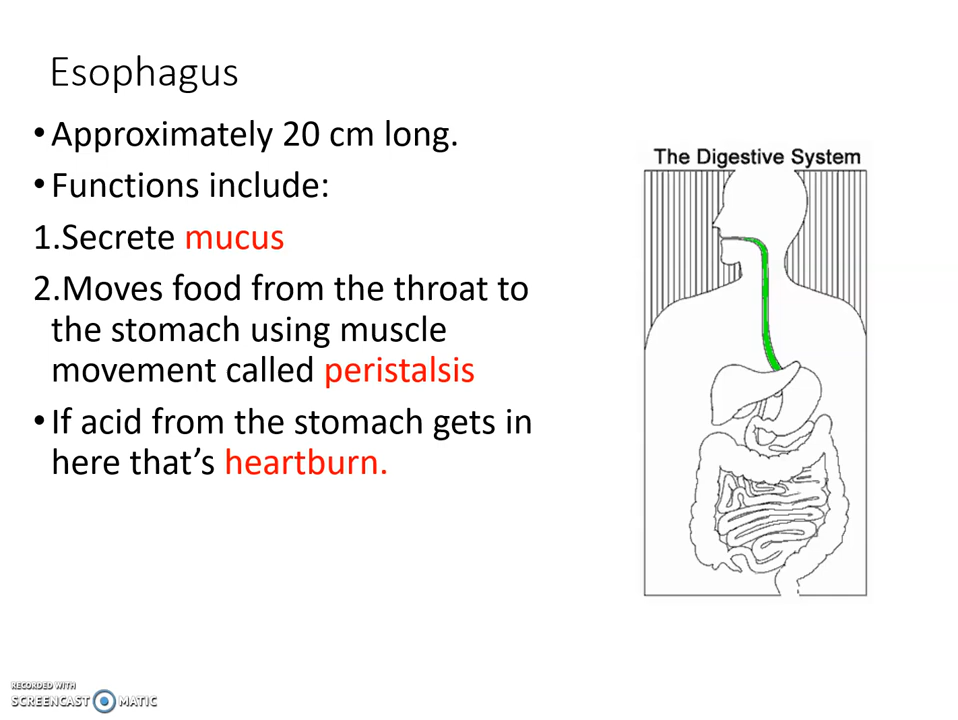 Esophagus
•Approximately 20 cm long.
•Functions include:
1.Secrete mucus
2.Moves food from the throat to
the stomach using muscle
movement called peristalsis
•If acid from the stomach gets in
here that’s heartburn.
The Digestive System
RECORDED WITH
SCREENCAST MATIC